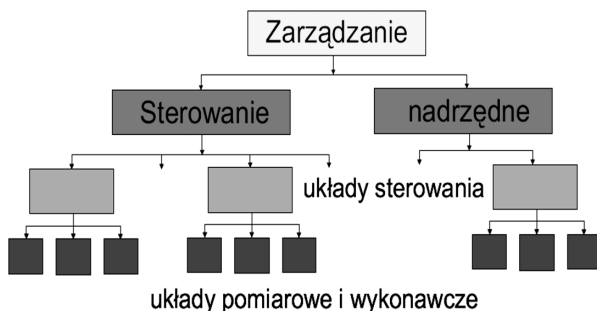 Zarządzanie
Sterowanie
nadrzędne
układy sterowania
układy pomiarowe i wykonawcze